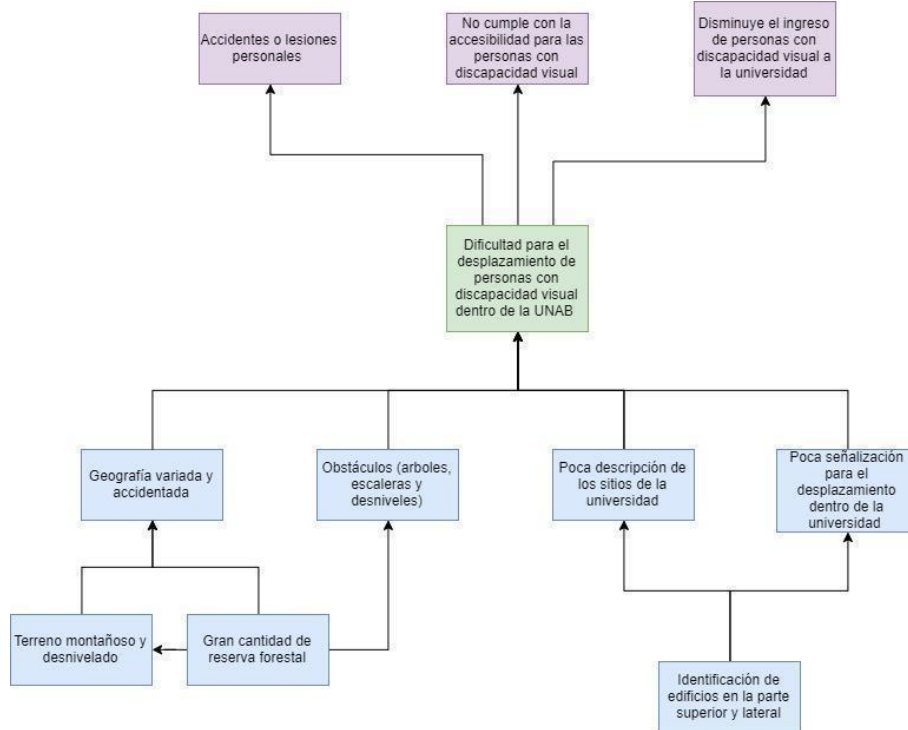 Accidentes o lesiones
personales
No cumple con la
accesibilidad para las
personas con
discapacidad visual
Disminuye el ingreso
de personas con
discapacidad visual a
la universidad
Dificultad para el
desplazamiento de
personas con
discapacidad visual
dentro de la UNAB
Geografía variada y
accidentada
Obstáculos (arboles,
escaleras y
desniveles)
Poca descripción de
los sitios de la
universidad
Poca señalización
para el
desplazamiento
dentro de la
universidad
Terreno montañoso y
desnivelado
Gran cantidad de
reserva forestal
Identificación de
edificios en la parte
superior y lateral